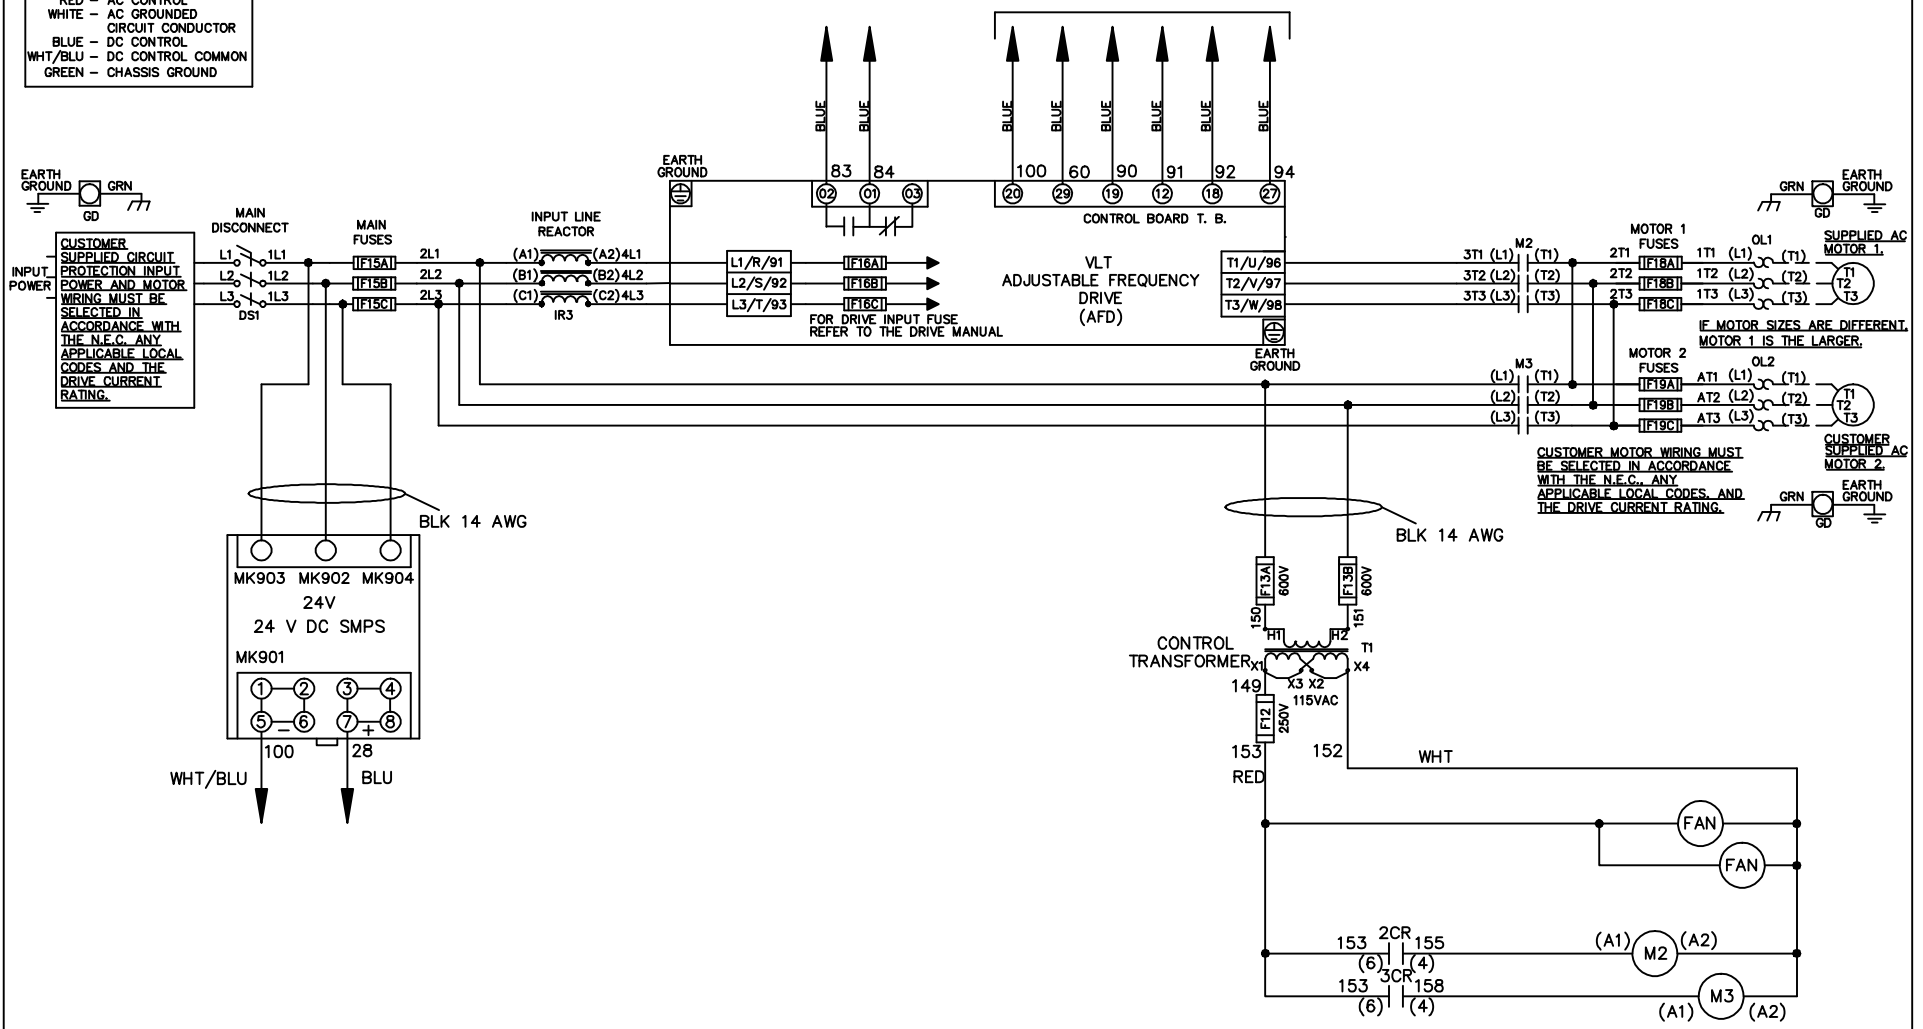 RED – AC CONTROL
WHITE – AC GROUNDED
CIRCUIT CONDUCTOR
BLUE – DC CONTROL
WHT/BLU – DC CONTROL COMMON
GREEN – CHASSIS GROUND
BLUE
BLUE
BLUE
BLUE
BLUE
BLUE
BLUE
BLUE
EARTH
GROUND
GRN
GD
EARTH
GROUND
83 84
02 01 03
100 60 90 91 92 94
20 29 19 12 18 27
CONTROL BOARD T. B.
GRN
EARTH
GROUND
GD
INPUT
POWER
CUSTOMER
SUPPLIED CIRCUIT
PROTECTION INPUT
POWER AND MOTOR
WIRING MUST BE
SELECTED IN
ACCORDANCE WITH
THE N.E.C. ANY
APPLICABLE LOCAL
CODES AND THE
DRIVE CURRENT
RATING.
MAIN
DISCONNECT
L1 1L1
L2 1L2
L3 1L3
DS1
MAIN
FUSES
F15A 2L1
F15B 2L2
F15C 2L3
INPUT LINE
REACTOR
(A1) (A2) 4L1
(B1) (B2) 4L2
(C1) (C2) 4L3
IR3
L1/R/91 F16A
L2/S/92 F16B
L3/T/93 F16C
FOR DRIVE INPUT FUSE
REFER TO THE DRIVE MANUAL
VLT
ADJUSTABLE FREQUENCY
DRIVE
(AFD)
T1/U/96
T2/V/97
T3/W/98
EARTH
GROUND
M2
3T1 (L1) (T1)
3T2 (L2) (T2)
3T3 (L3) (T3)
MOTOR 1
FUSES
2T1 F18A 1T1 (L1) (T1)
2T2 F18B 1T2 (L2) (T2)
2T3 F18C 1T3 (L3) (T3)
OL1
SUPPLIED AC
MOTOR 1.
T1
T2
T3
IF MOTOR SIZES ARE DIFFERENT,
MOTOR 1 IS THE LARGER.
M3
(L1) (T1)
(L2) (T2)
(L3) (T3)
MOTOR 2
FUSES
OL2
F19A AT1 (L1) (T1)
F19B AT2 (L2) (T2)
F19C AT3 (L3) (T3)
T1
T2
T3
CUSTOMER
SUPPLIED AC
MOTOR 2.
CUSTOMER MOTOR WIRING MUST
BE SELECTED IN ACCORDANCE
WITH THE N.E.C., ANY
APPLICABLE LOCAL CODES, AND
THE DRIVE CURRENT RATING.
GRN
EARTH
GROUND
GD
BLK 14 AWG
MK903 MK902 MK904
24V
24 V DC SMPS
MK901
1 2 3 4
5 6 7 8
– +
100 28
WHT/BLU BLU
BLK 14 AWG
F13A 600V
F13B 600V
150 151
H1 H2
T1
CONTROL
TRANSFORMER
X1 X4
X3 X2
115VAC
149
F12 250V
153 152
RED
WHT
FAN
FAN
2CR
153 155
(6) (4)
(A1) M2 (A2)
3CR
153 158
(6) (4)
(A1) M3 (A2)